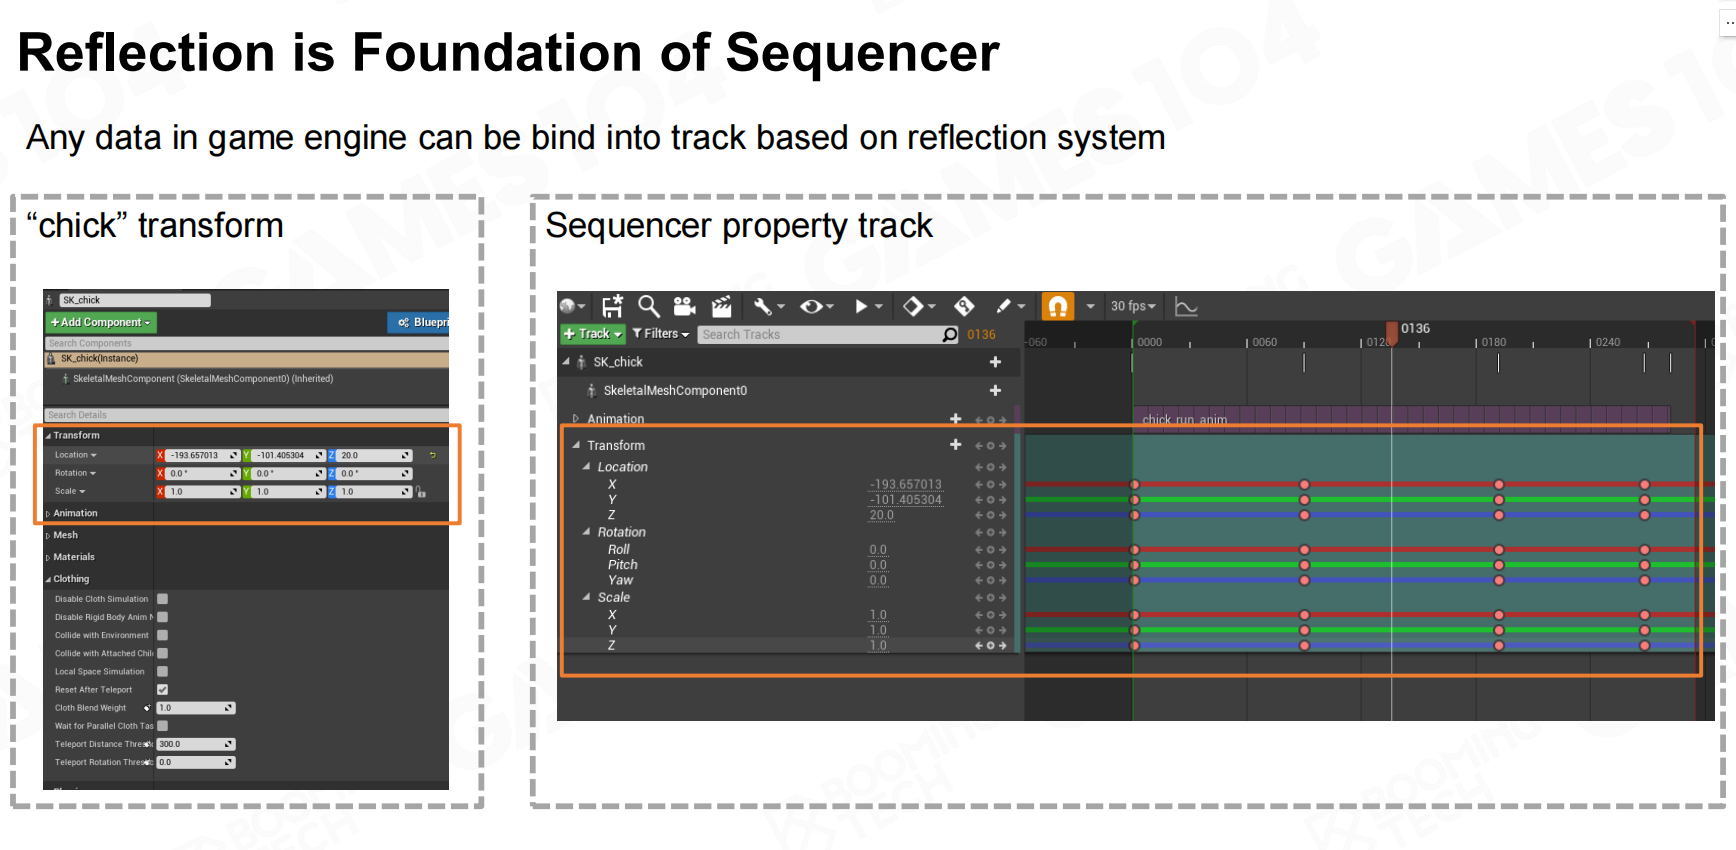 Reflection is Foundation of Sequencer
Any data in game engine can be bind into track based on reflection system
“chick” transform
SK_chick
+Add Component
Bluepri
Search Components
SK_chick(Instance)
SkeletalMeshComponent (SkeletalMeshComponent0) (Inherited)
Search Details
Transform
Location X -193.657013 Y -101.405304 Z 20.0
Rotation X 0.0 ° Y 0.0 ° Z 0.0 °
Scale X 1.0 Y 1.0 Z 1.0
Animation
Mesh
Materials
Clothing
Disable Cloth Simulation
Disable Rigid Body Anim N
Collide with Environment
Collide with Attached Chil
Local Space Simulation
Reset After Teleport
Cloth Blend Weight 1.0
Wait for Parallel Cloth Tas
Teleport Distance Thres 300.0
Teleport Rotation Thres 0.0
Sequencer property track
30 fps
+ Track Filters Search Tracks 0136
0136
-060 0000 0060 0120 0180 0240
SK_chick
SkeletalMeshComponent0
Animation
chick_run_anim
Transform
Location
X -193.657013
Y -101.405304
Z 20.0
Rotation
Roll 0.0
Pitch 0.0
Yaw 0.0
Scale
X 1.0
Y 1.0
Z 1.0
GAMES104
BOOMING
TECH